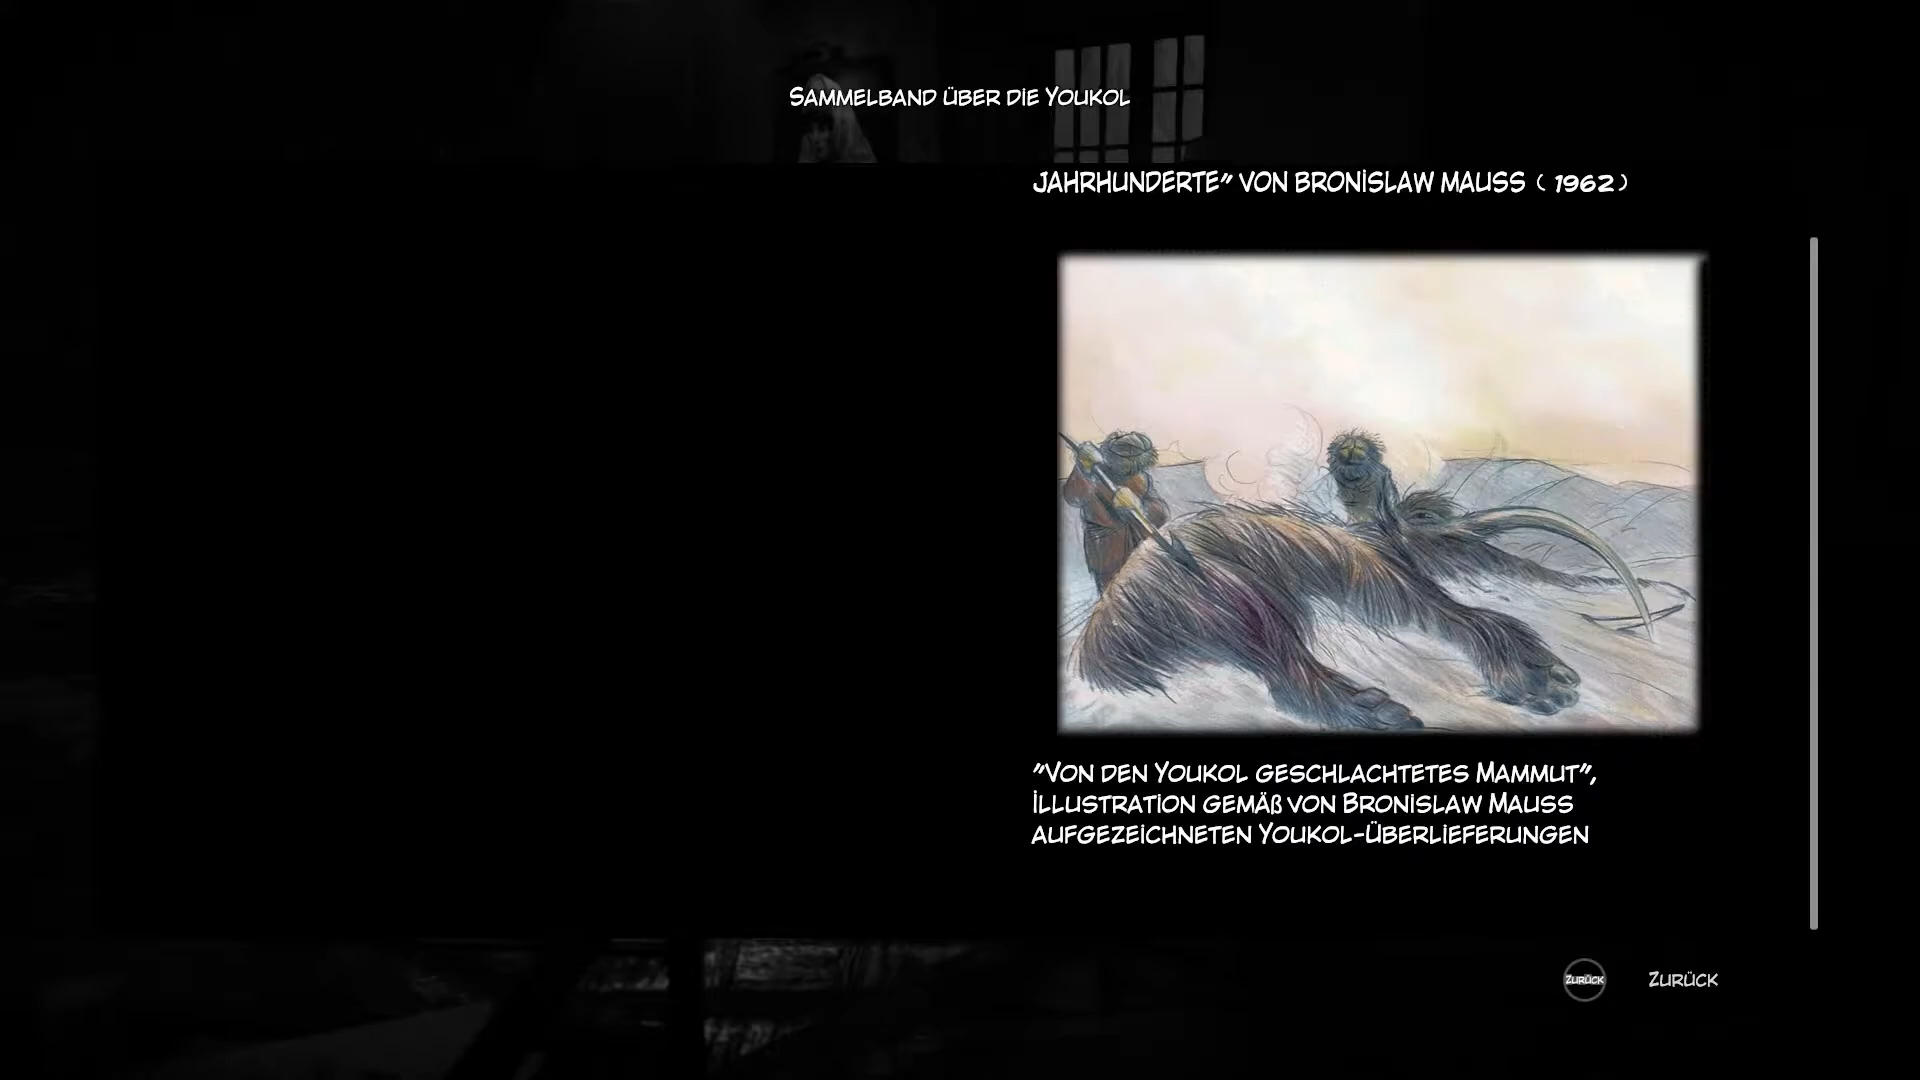 Sammelband über die Youkol
Jahrhunderte" von Bronislaw Mauss ( 1962 )
"Von den Youkol geschlachtetes Mammut",
Illustration gemäß von Bronislaw Mauss
aufgezeichneten Youkol-Überlieferungen
Zurück Zurück